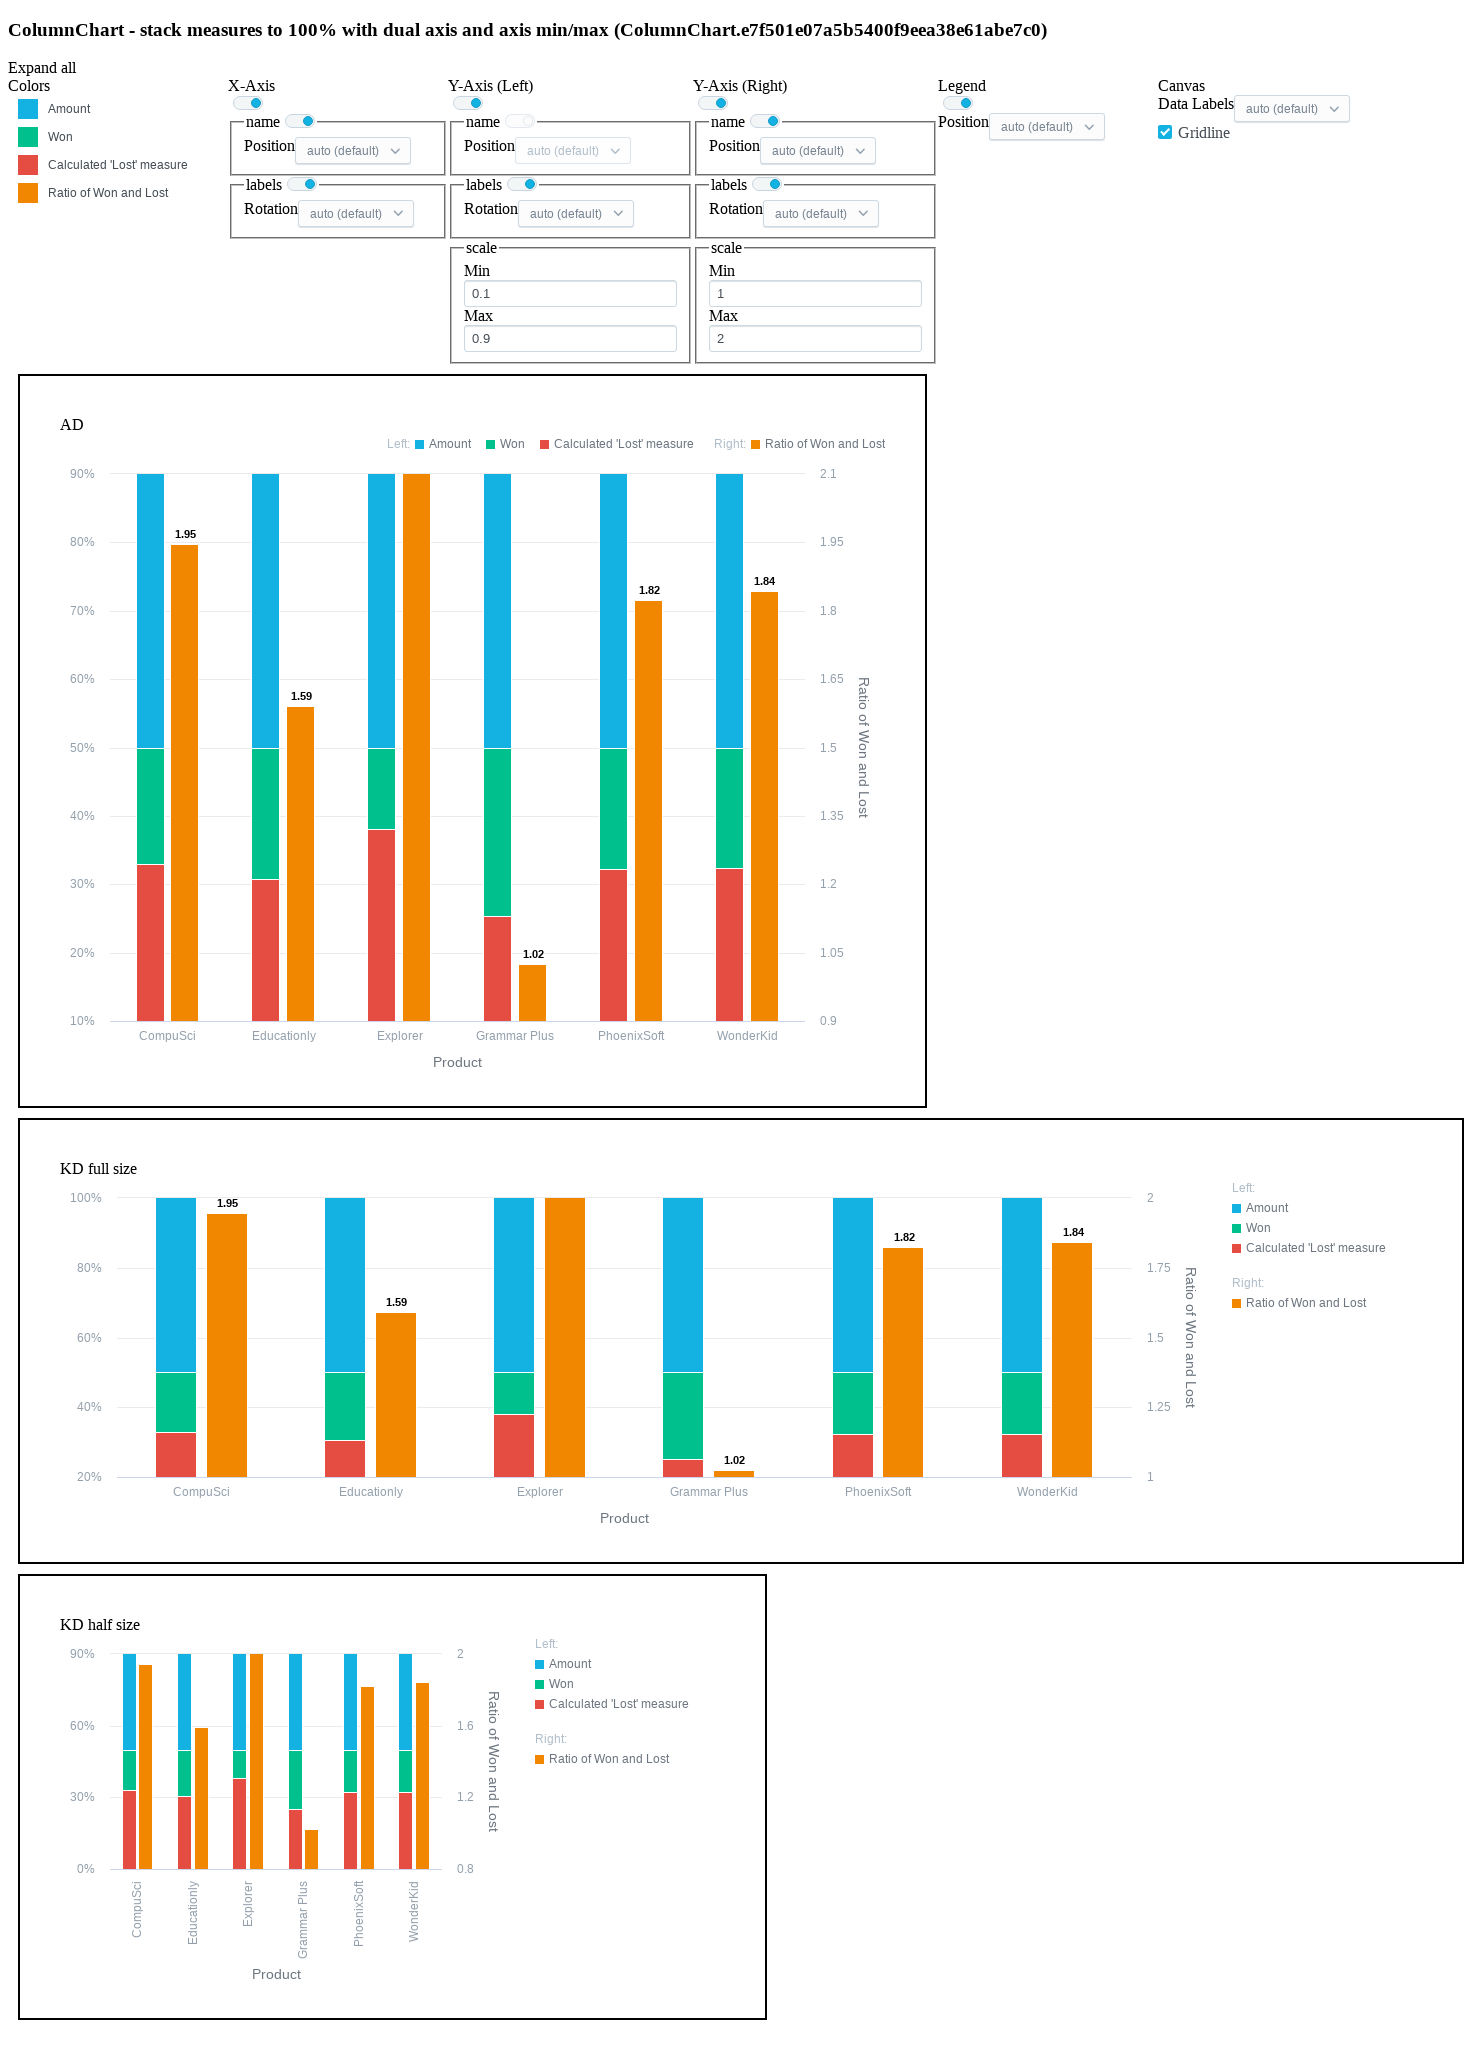 ColumnChart - stack measures to 100% with dual axis and axis min/max (ColumnChart.e7f501e07a5b5400f9eea38e61abe7c0)
Expand all
Colors
Amount
Won
Calculated 'Lost' measure
Ratio of Won and Lost
X-Axis
name
Position auto (default)
labels
Rotation auto (default)
Y-Axis (Left)
name
Position auto (default)
labels
Rotation auto (default)
scale
Min
0.1
Max
0.9
Y-Axis (Right)
name
Position auto (default)
labels
Rotation auto (default)
scale
Min
1
Max
2
Legend
Position auto (default)
Canvas
Data Labels auto (default)
Gridline
AD
Left: Amount Won Calculated 'Lost' measure Right: Ratio of Won and Lost
90%
80%
70%
60%
50%
40%
30%
20%
10%
1.95
1.59
1.02
1.82
1.84
2.1
1.95
1.8
1.65
1.5
1.35
1.2
1.05
0.9
Ratio of Won and Lost
CompuSci Educationly Explorer Grammar Plus PhoenixSoft WonderKid
Product
KD full size
100%
80%
60%
40%
20%
1.95
1.59
1.02
1.82
1.84
2
1.75
1.5
1.25
1
Ratio of Won and Lost
CompuSci Educationly Explorer Grammar Plus PhoenixSoft WonderKid
Product
Left:
Amount
Won
Calculated 'Lost' measure
Right:
Ratio of Won and Lost
KD half size
90%
60%
30%
0%
2
1.6
1.2
0.8
Ratio of Won and Lost
CompuSci
Educationly
Explorer
Grammar Plus
PhoenixSoft
WonderKid
Product
Left:
Amount
Won
Calculated 'Lost' measure
Right:
Ratio of Won and Lost